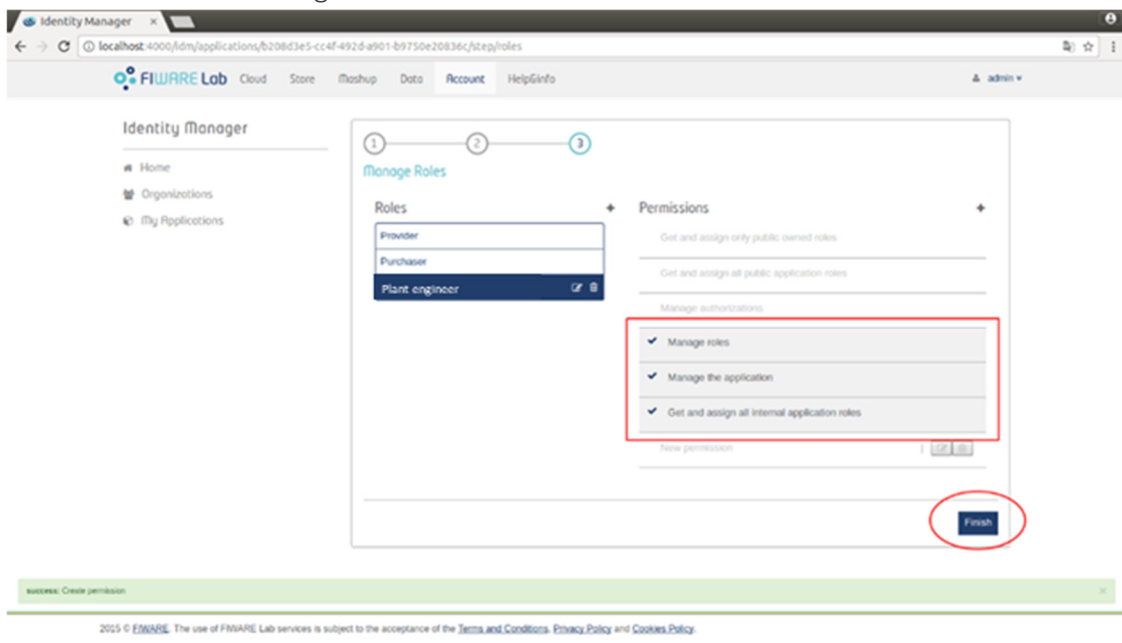 Identity Manager
localhost:4000/idm/applications/b208d3e5-cc4f-492d-a901-b9750e20836c/step/roles
FIWARE Lab Cloud Store Mashup Data Account Help&info admin
Identity Manager
Home
Organizations
My Applications
1 2 3
Manage Roles
Roles +
Provider
Purchaser
Plant engineer
Permissions +
Get and assign only public owned roles
Get and assign all public application roles
Manage authorizations
Manage roles
Manage the application
Get and assign all internal application roles
New permission
Finish
success: Create permission
2015 © FIWARE. The use of FIWARE Lab services is subject to the acceptance of the Terms and Conditions, Privacy Policy and Cookies Policy.